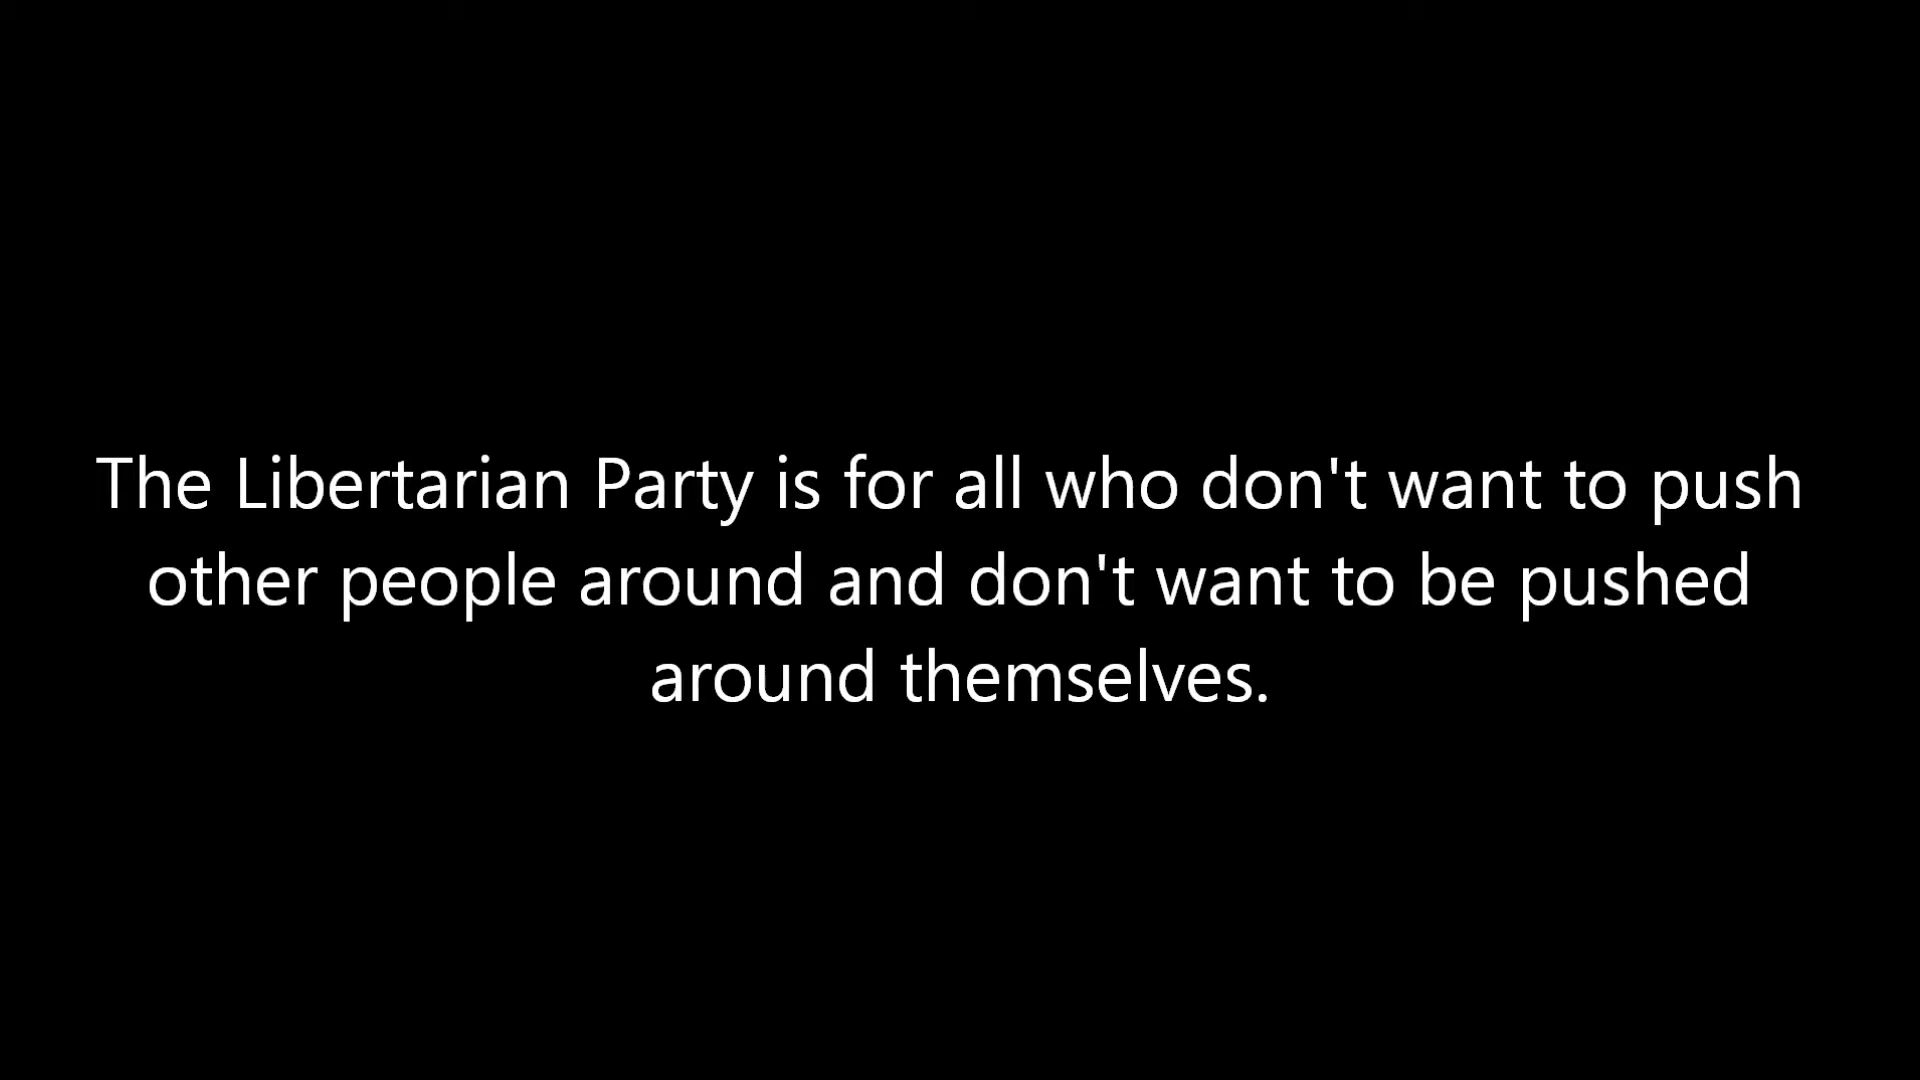 The Libertarian Party is for all who don't want to push
other people around and don't want to be pushed
around themselves.